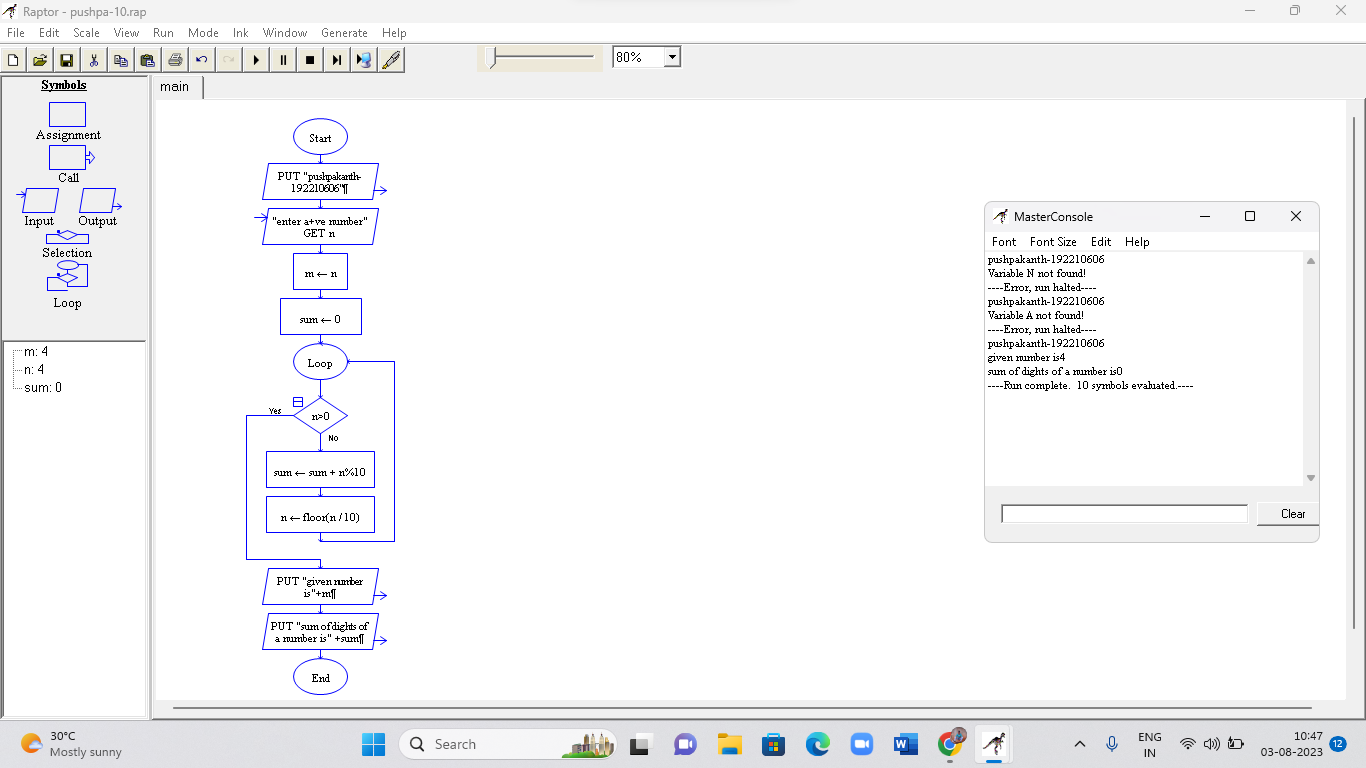 Raptor - pushpa-10.rap
File Edit Scale View Run Mode Ink Window Generate Help
80%
Symbols
Assignment
Call
Input Output
Selection
Loop
m: 4
n: 4
sum: 0
main
Start
PUT "pushpakanth-
192210606"¶
"enter a+ve number"
GET n
m ← n
sum ← 0
Loop
Yes
n>0
No
sum ← sum + n%10
n ← floor(n /10)
PUT "given number
is"+m¶
PUT "sum of dights of
a number is" +sum¶
End
MasterConsole
Font Font Size Edit Help
pushpakanth-192210606
Variable N not found!
----Error, run halted----
pushpakanth-192210606
Variable A not found!
----Error, run halted----
pushpakanth-192210606
given number is4
sum of dights of a number is0
----Run complete.  10 symbols evaluated.----
Clear
30°C
Mostly sunny
Search
ENG
IN
10:47
03-08-2023
12